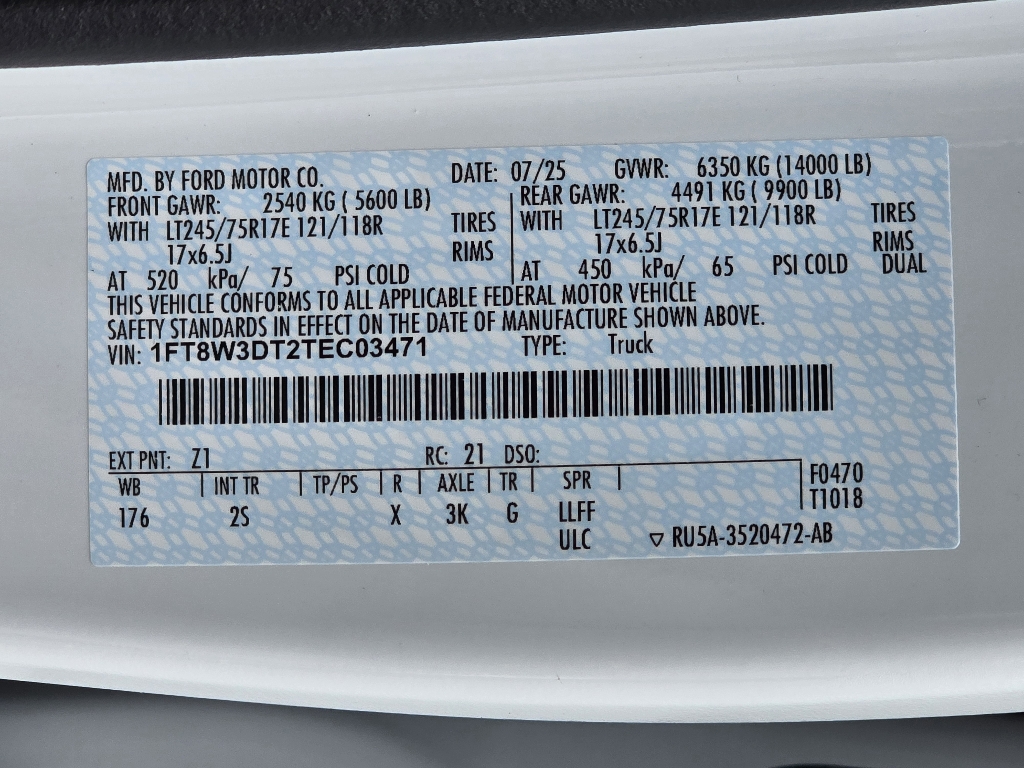 MFD. BY FORD MOTOR CO. DATE: 07/25 GVWR: 6350 KG (14000 LB)
FRONT GAWR: 2540 KG ( 5600 LB) REAR GAWR: 4491 KG ( 9900 LB)
WITH LT245/75R17E 121/118R TIRES WITH LT245/75R17E 121/118R TIRES
17x6.5J RIMS 17x6.5J RIMS
AT 520 kPa/ 75 PSI COLD AT 450 kPa/ 65 PSI COLD DUAL
THIS VEHICLE CONFORMS TO ALL APPLICABLE FEDERAL MOTOR VEHICLE
SAFETY STANDARDS IN EFFECT ON THE DATE OF MANUFACTURE SHOWN ABOVE.
VIN: 1FT8W3DT2TEC03471 TYPE: Truck
EXT PNT: Z1 RC: 21 DSO:
WB INT TR TP/PS R AXLE TR SPR F0470
T1018
176 2S X 3K G LLFF
ULC ▽ RU5A-3520472-AB